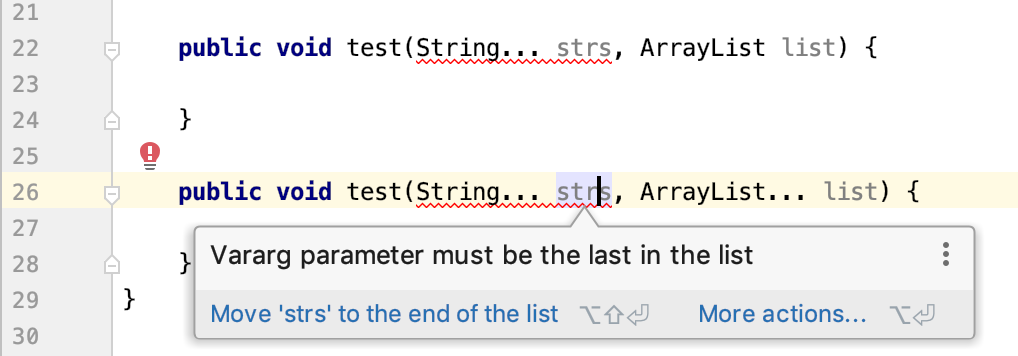 21
22 public void test(String... strs, ArrayList list) {
23
24 }
25
26 public void test(String... strs, ArrayList... list) {
27
Vararg parameter must be the last in the list
28 }
Move 'strs' to the end of the list ⌥⇧⏎ More actions... ⌥⏎
29 }
30